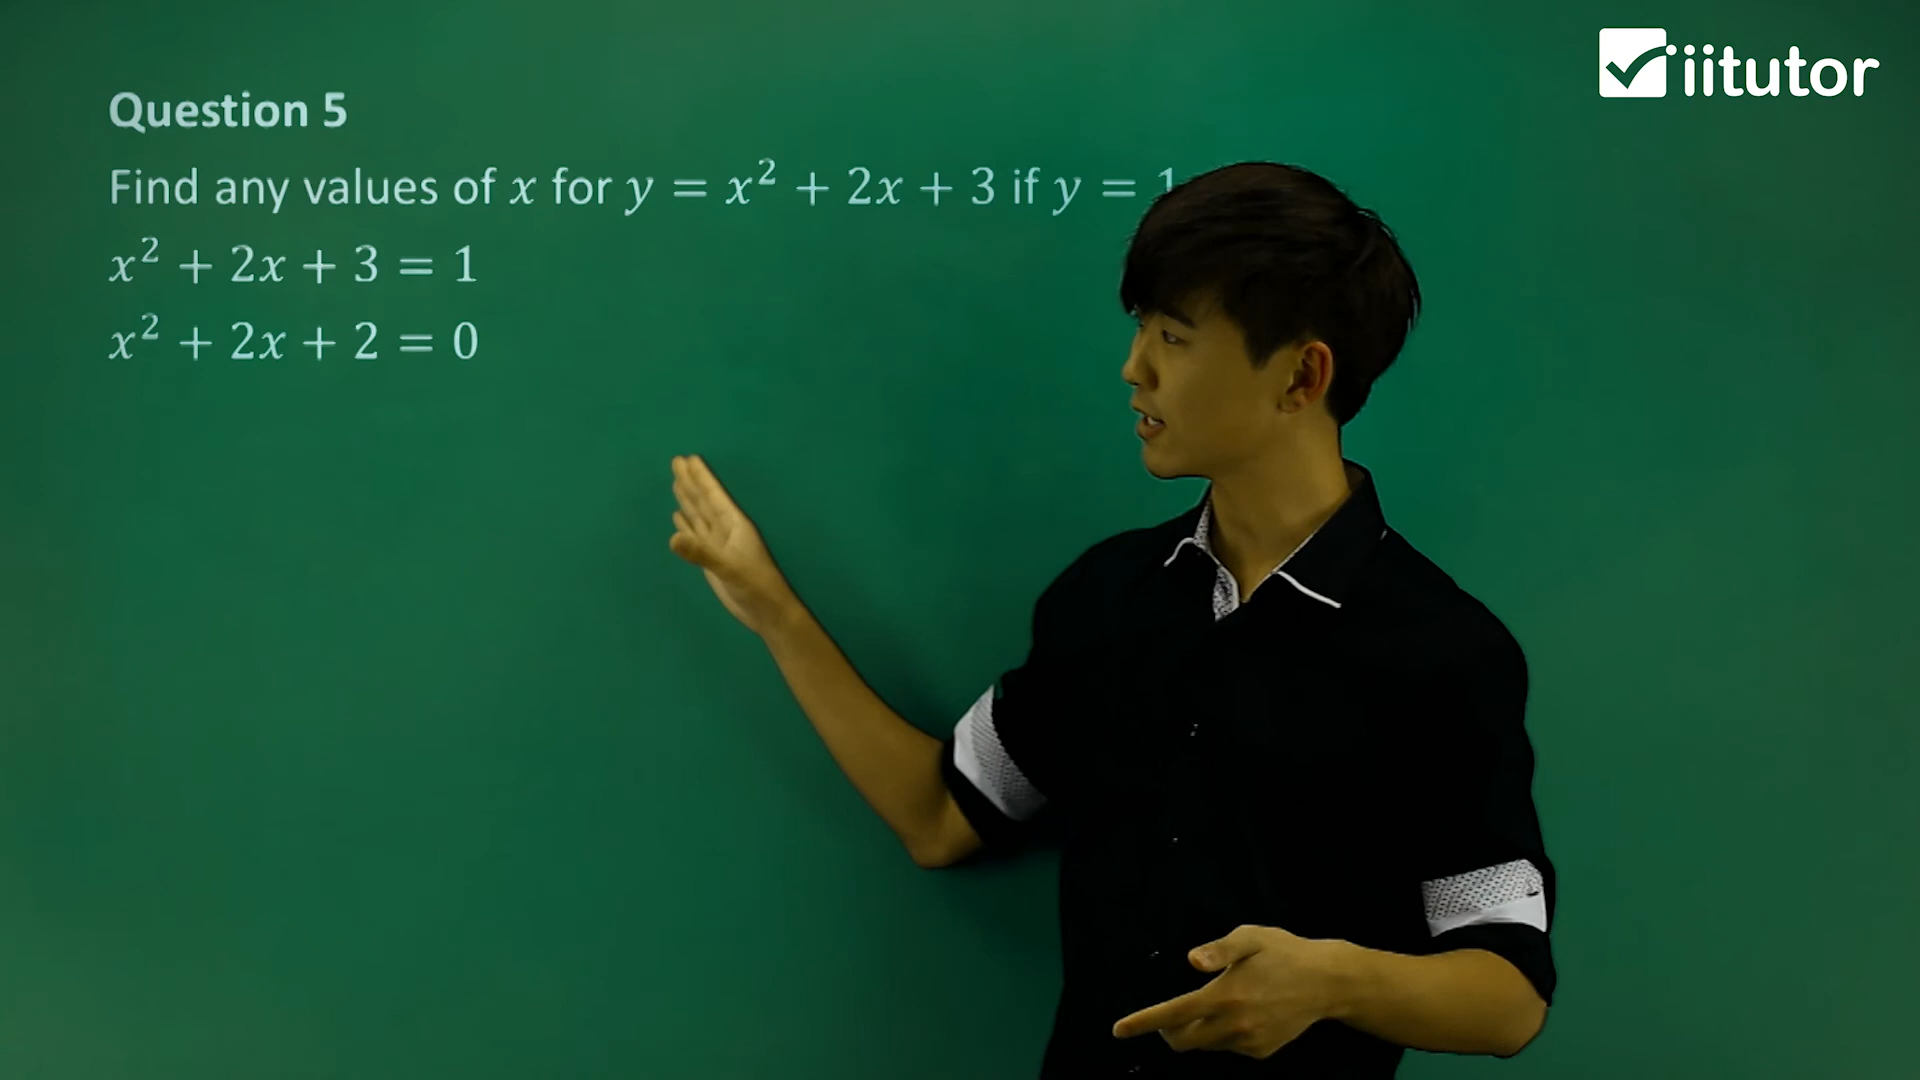 iitutor
Question 5
Find any values of x for y = x² + 2x + 3 if y = 1
x² + 2x + 3 = 1
x² + 2x + 2 = 0